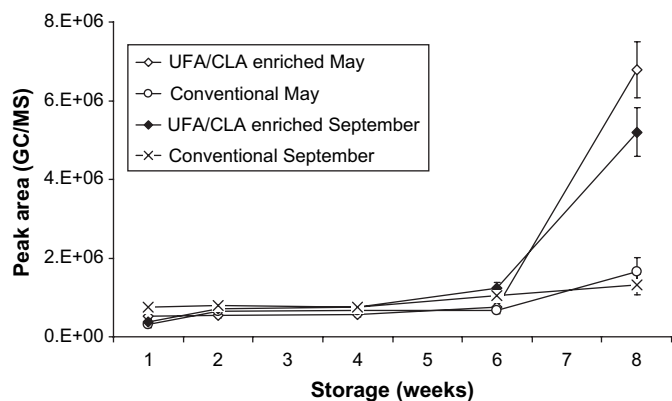 8.E+06
6.E+06
4.E+06
2.E+06
0.E+00
Peak area (GC/MS)
UFA/CLA enriched May
Conventional May
UFA/CLA enriched September
Conventional September
1 2 3 4 5 6 7 8
Storage (weeks)